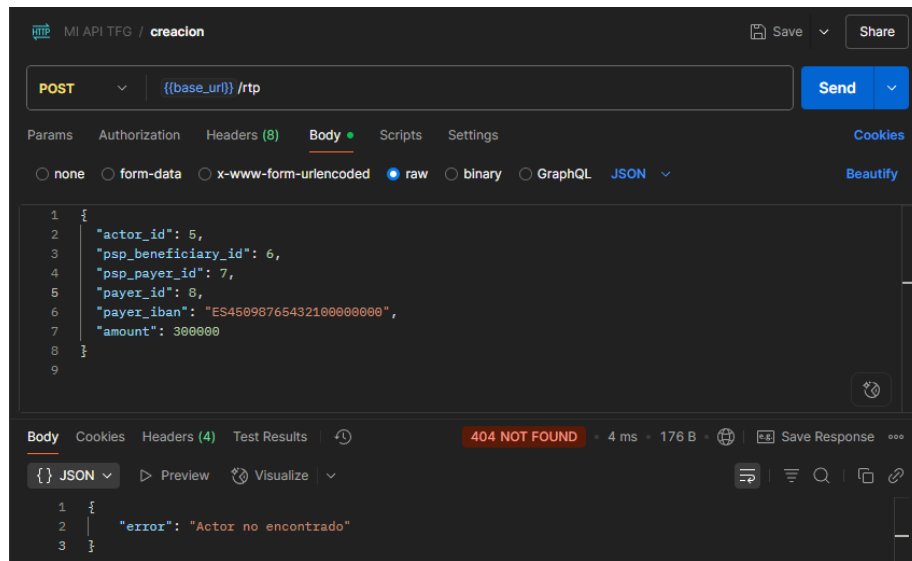 HTTP MI API TFG / creacion Save Share
POST {{base_url}} /rtp Send
Params Authorization Headers (8) Body Scripts Settings Cookies
none form-data x-www-form-urlencoded raw binary GraphQL JSON Beautify
1 {
2 "actor_id": 5,
3 "psp_beneficiary_id": 6,
4 "psp_payer_id": 7,
5 "payer_id": 8,
6 "payer_iban": "ES4509876543210000000",
7 "amount": 300000
8 }
9
Body Cookies Headers (4) Test Results 404 NOT FOUND 4 ms 176 B e.g. Save Response
{} JSON Preview Visualize
1 {
2 "error": "Actor no encontrado"
3 }